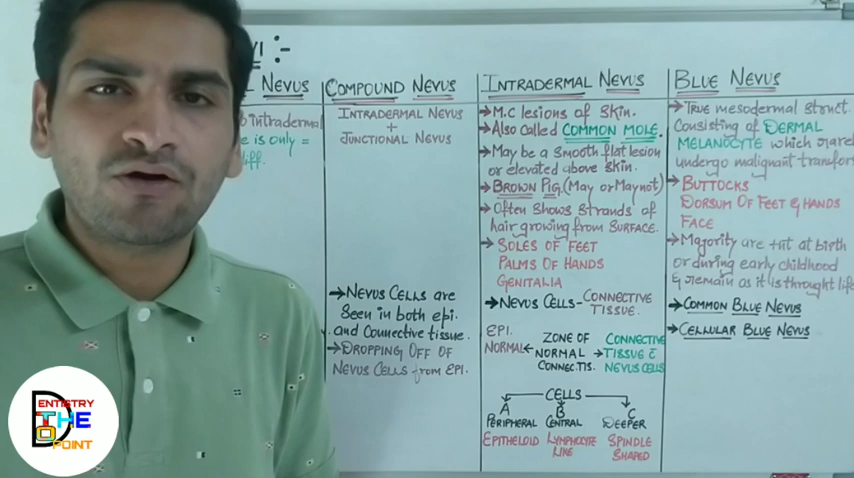 VI :-
L NEVUS
b intradermal
e is only =
diff.
COMPOUND NEVUS
INTRADERMAL NEVUS
+
JUNCTIONAL NEVUS
→NEVUS CELLS are
Seen in both epi.
and Connective tissue.
→DROPPING OFF OF
NEVUS CELLS from EPI.
INTRADERMAL NEVUS
→M.C lesions of skin.
→Also called COMMON MOLE.
→May be a smooth flat lesion
or elevated above skin.
→BROWN PIG. (May or Maynot)
→Often shows strands of
hair growing from SURFACE.
→SOLES OF FEET
PALMS OF HANDS
GENITALIA
→NEVUS CELLS-CONNECTIVE
TISSUE.
EPI.
NORMAL← ZONE OF
NORMAL
CONNEC.TIS. → CONNECTIVE
TISSUE C̄
NEVUS CELLS
CELLS
A
PERIPHERAL
EPITHELOID
B
CENTRAL
LYMPHOCYTE
LIKE
C
DEEPER
SPINDLE
SHAPED
BLUE NEVUS
→TRUE mesodermal struct.
Consisting of DERMAL
MELANOCYTE which rarel
undergo malignant transfor
→BUTTOCKS
DORSUM OF FEET & HANDS
FACE
→Majority are +nt at birth
or during early childhood
& remain as it is throught life
→COMMON BLUE NEVUS
→CELLULAR BLUE NEVUS
DENTISTRY
THE
TO
POINT